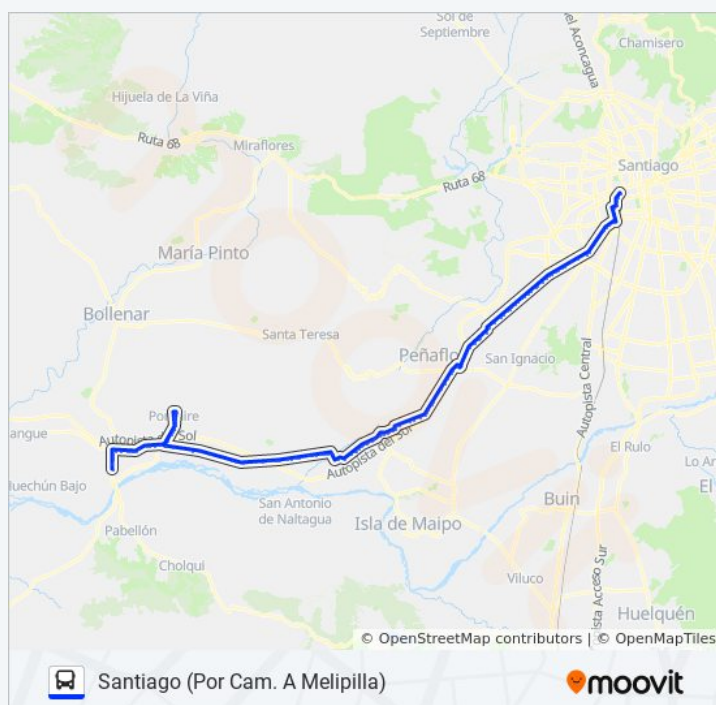 Sol de
Septiembre
Chamisero
Hijuela de La Viña
Ruta 68
Miraflores
Santiago
Ruta 68
María Pinto
Bollenar
Santa Teresa
Peñaflo
San Ignacio
Autopista Central
Autopista del Sol
El Rulo
San Antonio
de Naltagua
Buin
El
Isla de Maipo
Pabellón
Cholqui
Viluco
Huelquén
© OpenStreetMap contributors | © OpenMapTiles
Santiago (Por Cam. A Melipilla)
moovit